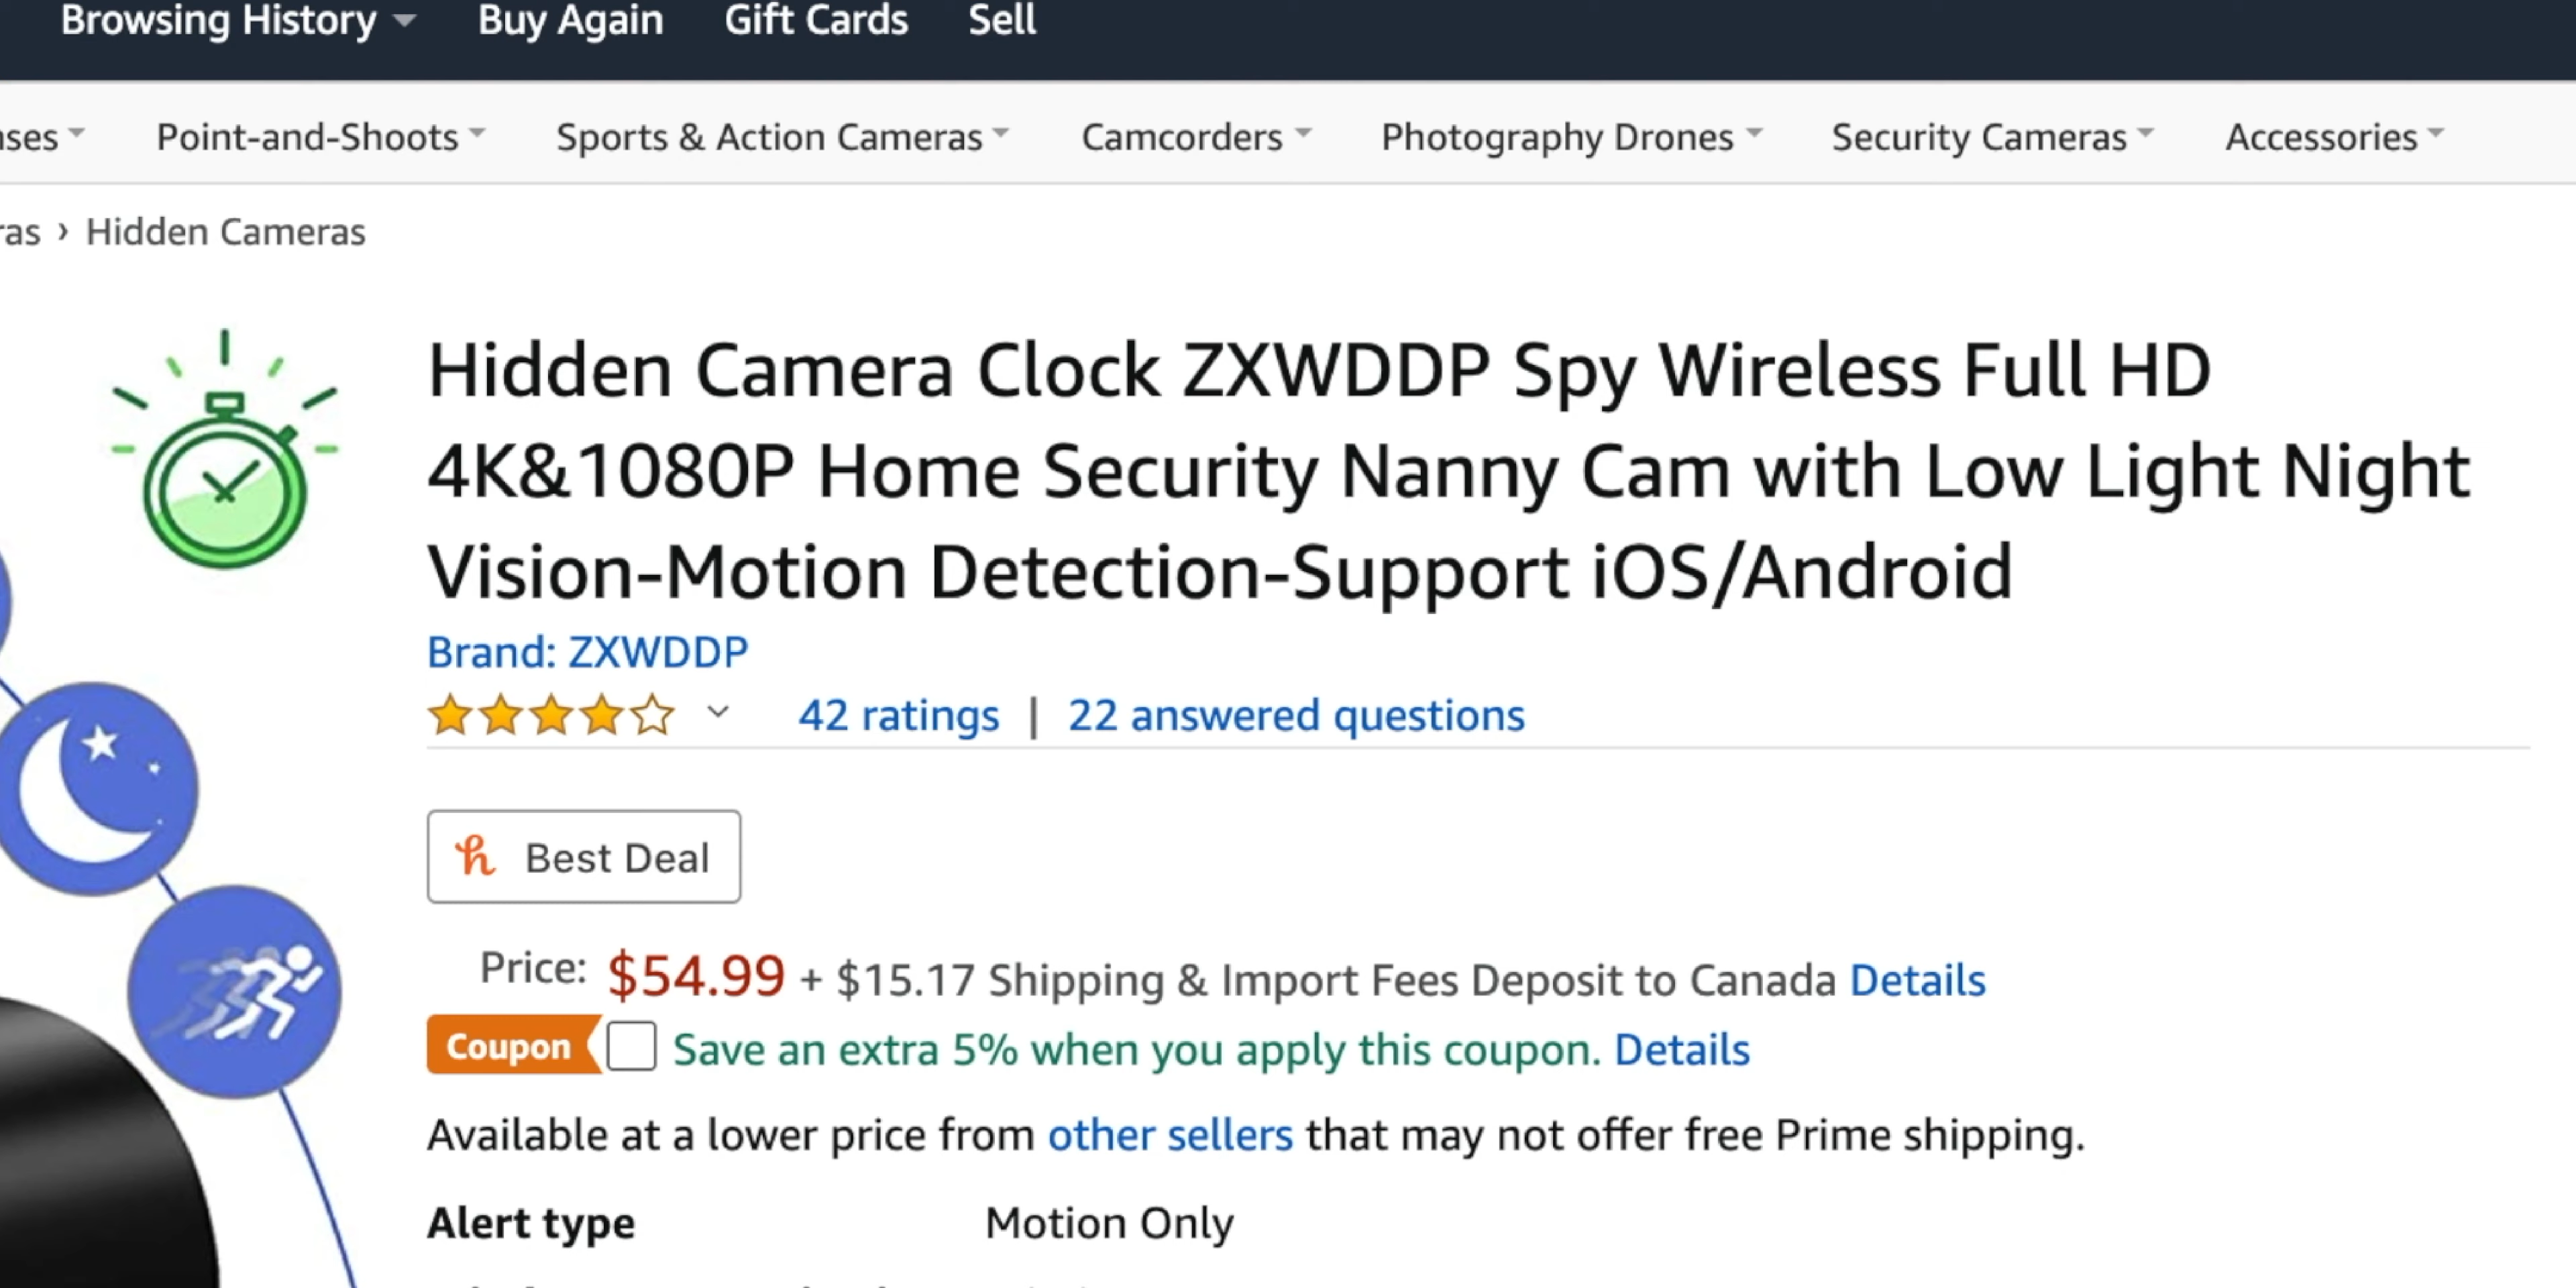 Browsing History Buy Again Gift Cards Sell
Point-and-Shoots Sports & Action Cameras Camcorders Photography Drones Security Cameras Accessories
› Hidden Cameras
Hidden Camera Clock ZXWDDP Spy Wireless Full HD
4K&1080P Home Security Nanny Cam with Low Light Night
Vision-Motion Detection-Support iOS/Android
Brand: ZXWDDP
42 ratings | 22 answered questions
Best Deal
Price: $54.99 + $15.17 Shipping & Import Fees Deposit to Canada Details
Coupon Save an extra 5% when you apply this coupon. Details
Available at a lower price from other sellers that may not offer free Prime shipping.
Alert type Motion Only